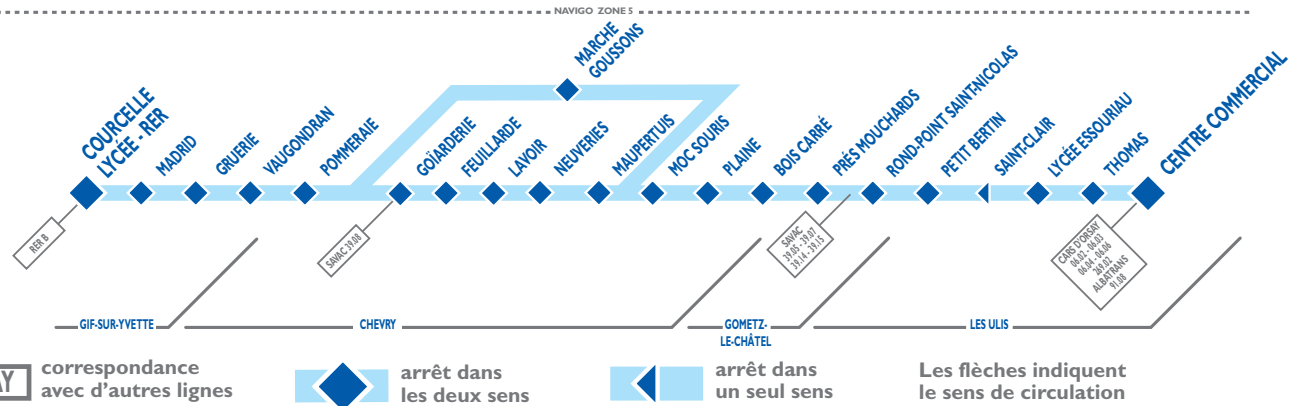 NAVIGO ZONE 5
COURCELLE
LYCÉE - RER
MADRID
GRUERIE
VAUGONDRAN
POMMERAIE
MARCHE
GOUSSONS
GOÏARDERIE
FEUILLARDE
LAVOIR
NEUVERIES
MAUPERTUIS
MOC SOURIS
PLAINE
BOIS CARRÉ
PRÉS MOUCHARDS
ROND-POINT SAINT-NICOLAS
PETIT BERTIN
SAINT-CLAIR
LYCÉE ESSOURIAU
THOMAS
CENTRE COMMERCIAL
RER B
SAVAC 39.08
SAVAC
39.05 - 39.07
39.14 - 39.15
CARS D'ORSAY
06.02 - 06.03
06.04 - 06.06
269.02
ALBATRANS
91.08
GIF-SUR-YVETTE
CHEVRY
GOMETZ-
LE-CHÂTEL
LES ULIS
AY
correspondance
avec d'autres lignes
arrêt dans
les deux sens
arrêt dans
un seul sens
Les flèches indiquent
le sens de circulation